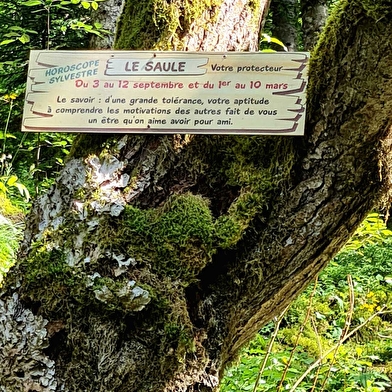 HOROSCOPE
SYLVESTRE
LE SAULE
Votre protecteur
Du 3 au 12 septembre et du 1er au 10 mars
Le savoir : d'une grande tolérance, votre aptitude
à comprendre les motivations des autres fait de vous
un être qu'on aime avoir pour ami.